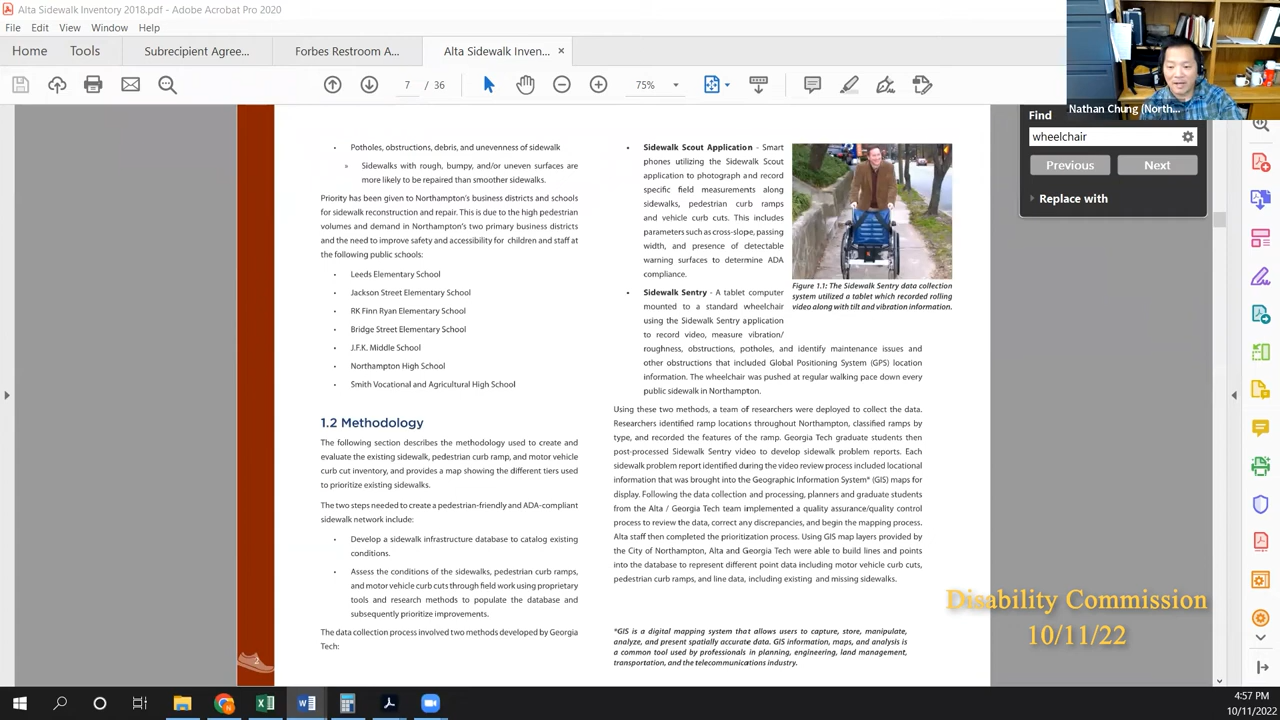 Alta Sidewalk Inventory 2018.pdf - Adobe Acrobat Pro 2020
File Edit View Window Help
Home Tools Subrecipient Agree... Forbes Restroom A... Alta Sidewalk Inven... ×
7 / 36 75%
Nathan Chung (North...
Find
wheelchair
Previous Next
Replace with
• Potholes, obstructions, debris, and unevenness of sidewalk
» Sidewalks with rough, bumpy, and/or uneven surfaces are
more likely to be repaired than smoother sidewalks.
Priority has been given to Northampton's business districts and schools
for sidewalk reconstruction and repair. This is due to the high pedestrian
volumes and demand in Northampton's two primary business districts
and the need to improve safety and accessibility for children and staff at
the following public schools:
• Leeds Elementary School
• Jackson Street Elementary School
• RK Finn Ryan Elementary School
• Bridge Street Elementary School
• J.F.K. Middle School
• Northampton High School
• Smith Vocational and Agricultural High School
1.2 Methodology
The following section describes the methodology used to create and
evaluate the existing sidewalk, pedestrian curb ramp, and motor vehicle
curb cut inventory, and provides a map showing the different tiers used
to prioritize existing sidewalks.
The two steps needed to create a pedestrian-friendly and ADA-compliant
sidewalk network include:
• Develop a sidewalk infrastructure database to catalog existing
conditions.
• Assess the conditions of the sidewalks, pedestrian curb ramps,
and motor vehicle curb cuts through field work using proprietary
tools and research methods to populate the database and
subsequently prioritize improvements.
The data collection process involved two methods developed by Georgia
Tech:
• Sidewalk Scout Application - Smart
phones utilizing the Sidewalk Scout
application to photograph and record
specific field measurements along
sidewalks, pedestrian curb ramps
and vehicle curb cuts. This includes
parameters such as cross-slope, passing
width, and presence of detectable
warning surfaces to determine ADA
compliance.
Figure 1.1: The Sidewalk Sentry data collection
system utilized a tablet which recorded rolling
video along with tilt and vibration information.
• Sidewalk Sentry - A tablet computer
mounted to a standard wheelchair
using the Sidewalk Sentry application
to record video, measure vibration/
roughness, obstructions, potholes, and identify maintenance issues and
other obstructions that included Global Positioning System (GPS) location
information. The wheelchair was pushed at regular walking pace down every
public sidewalk in Northampton.
Using these two methods, a team of researchers were deployed to collect the data.
Researchers identified ramp locations throughout Northampton, classified ramps by
type, and recorded the features of the ramp. Georgia Tech graduate students then
post-processed Sidewalk Sentry video to develop sidewalk problem reports. Each
sidewalk problem report identified during the video review process included locational
information that was brought into the Geographic Information System* (GIS) maps for
display. Following the data collection and processing, planners and graduate students
from the Alta / Georgia Tech team implemented a quality assurance/quality control
process to review the data, correct any discrepancies, and begin the mapping process.
Alta staff then completed the prioritization process. Using GIS map layers provided by
the City of Northampton, Alta and Georgia Tech were able to build lines and points
into the database to represent different point data including motor vehicle curb cuts,
pedestrian curb ramps, and line data, including existing and missing sidewalks.
*GIS is a digital mapping system that allows users to capture, store, manipulate,
analyze, and present spatially accurate data. GIS information, maps, and analysis is
a common tool used by professionals in planning, engineering, land management,
transportation, and the telecommunications industry.
Disability Commission
10/11/22
4:57 PM
10/11/2022